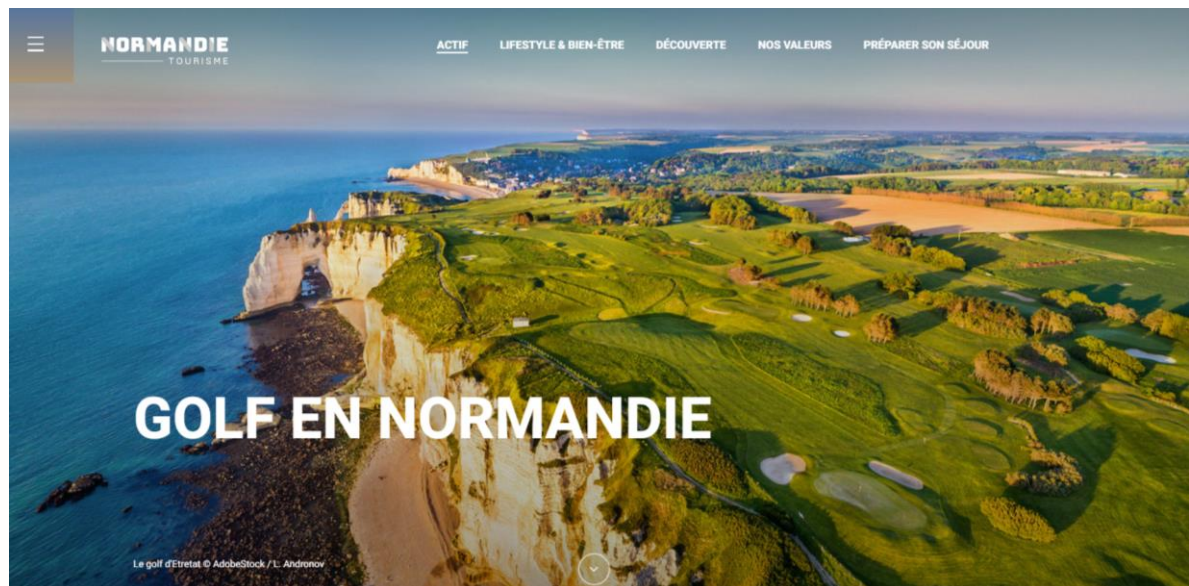 NORMANDIE
TOURISME
ACTIF LIFESTYLE & BIEN-ÊTRE DÉCOUVERTE NOS VALEURS PRÉPARER SON SÉJOUR
GOLF EN NORMANDIE
Le golf d'Etretat © AdobeStock / L. Andronov